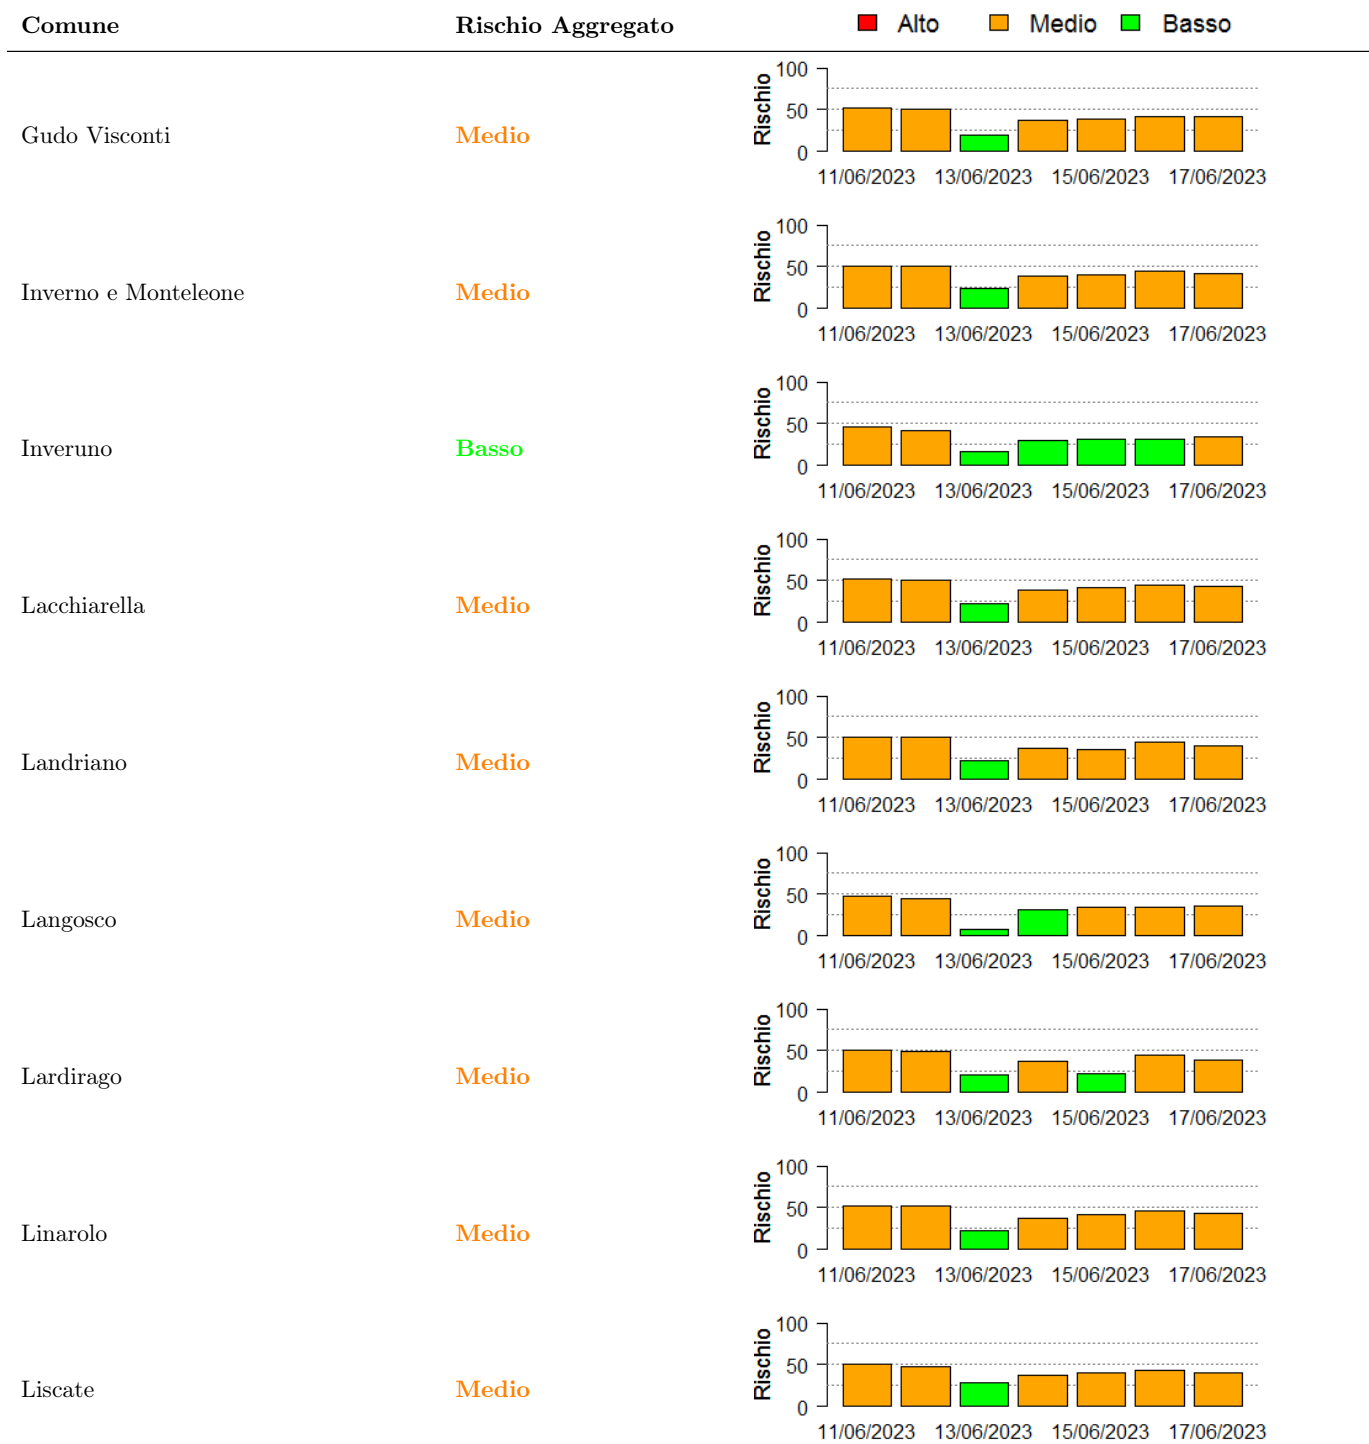 Comune Rischio Aggregato Alto Medio Basso
Gudo Visconti Medio Rischio 100 50 0
11/06/2023 13/06/2023 15/06/2023 17/06/2023
Inverno e Monteleone Medio Rischio 100 50 0
11/06/2023 13/06/2023 15/06/2023 17/06/2023
Inveruno Basso Rischio 100 50 0
11/06/2023 13/06/2023 15/06/2023 17/06/2023
Lacchiarella Medio Rischio 100 50 0
11/06/2023 13/06/2023 15/06/2023 17/06/2023
Landriano Medio Rischio 100 50 0
11/06/2023 13/06/2023 15/06/2023 17/06/2023
Langosco Medio Rischio 100 50 0
11/06/2023 13/06/2023 15/06/2023 17/06/2023
Lardirago Medio Rischio 100 50 0
11/06/2023 13/06/2023 15/06/2023 17/06/2023
Linarolo Medio Rischio 100 50 0
11/06/2023 13/06/2023 15/06/2023 17/06/2023
Liscate Medio Rischio 100 50 0
11/06/2023 13/06/2023 15/06/2023 17/06/2023